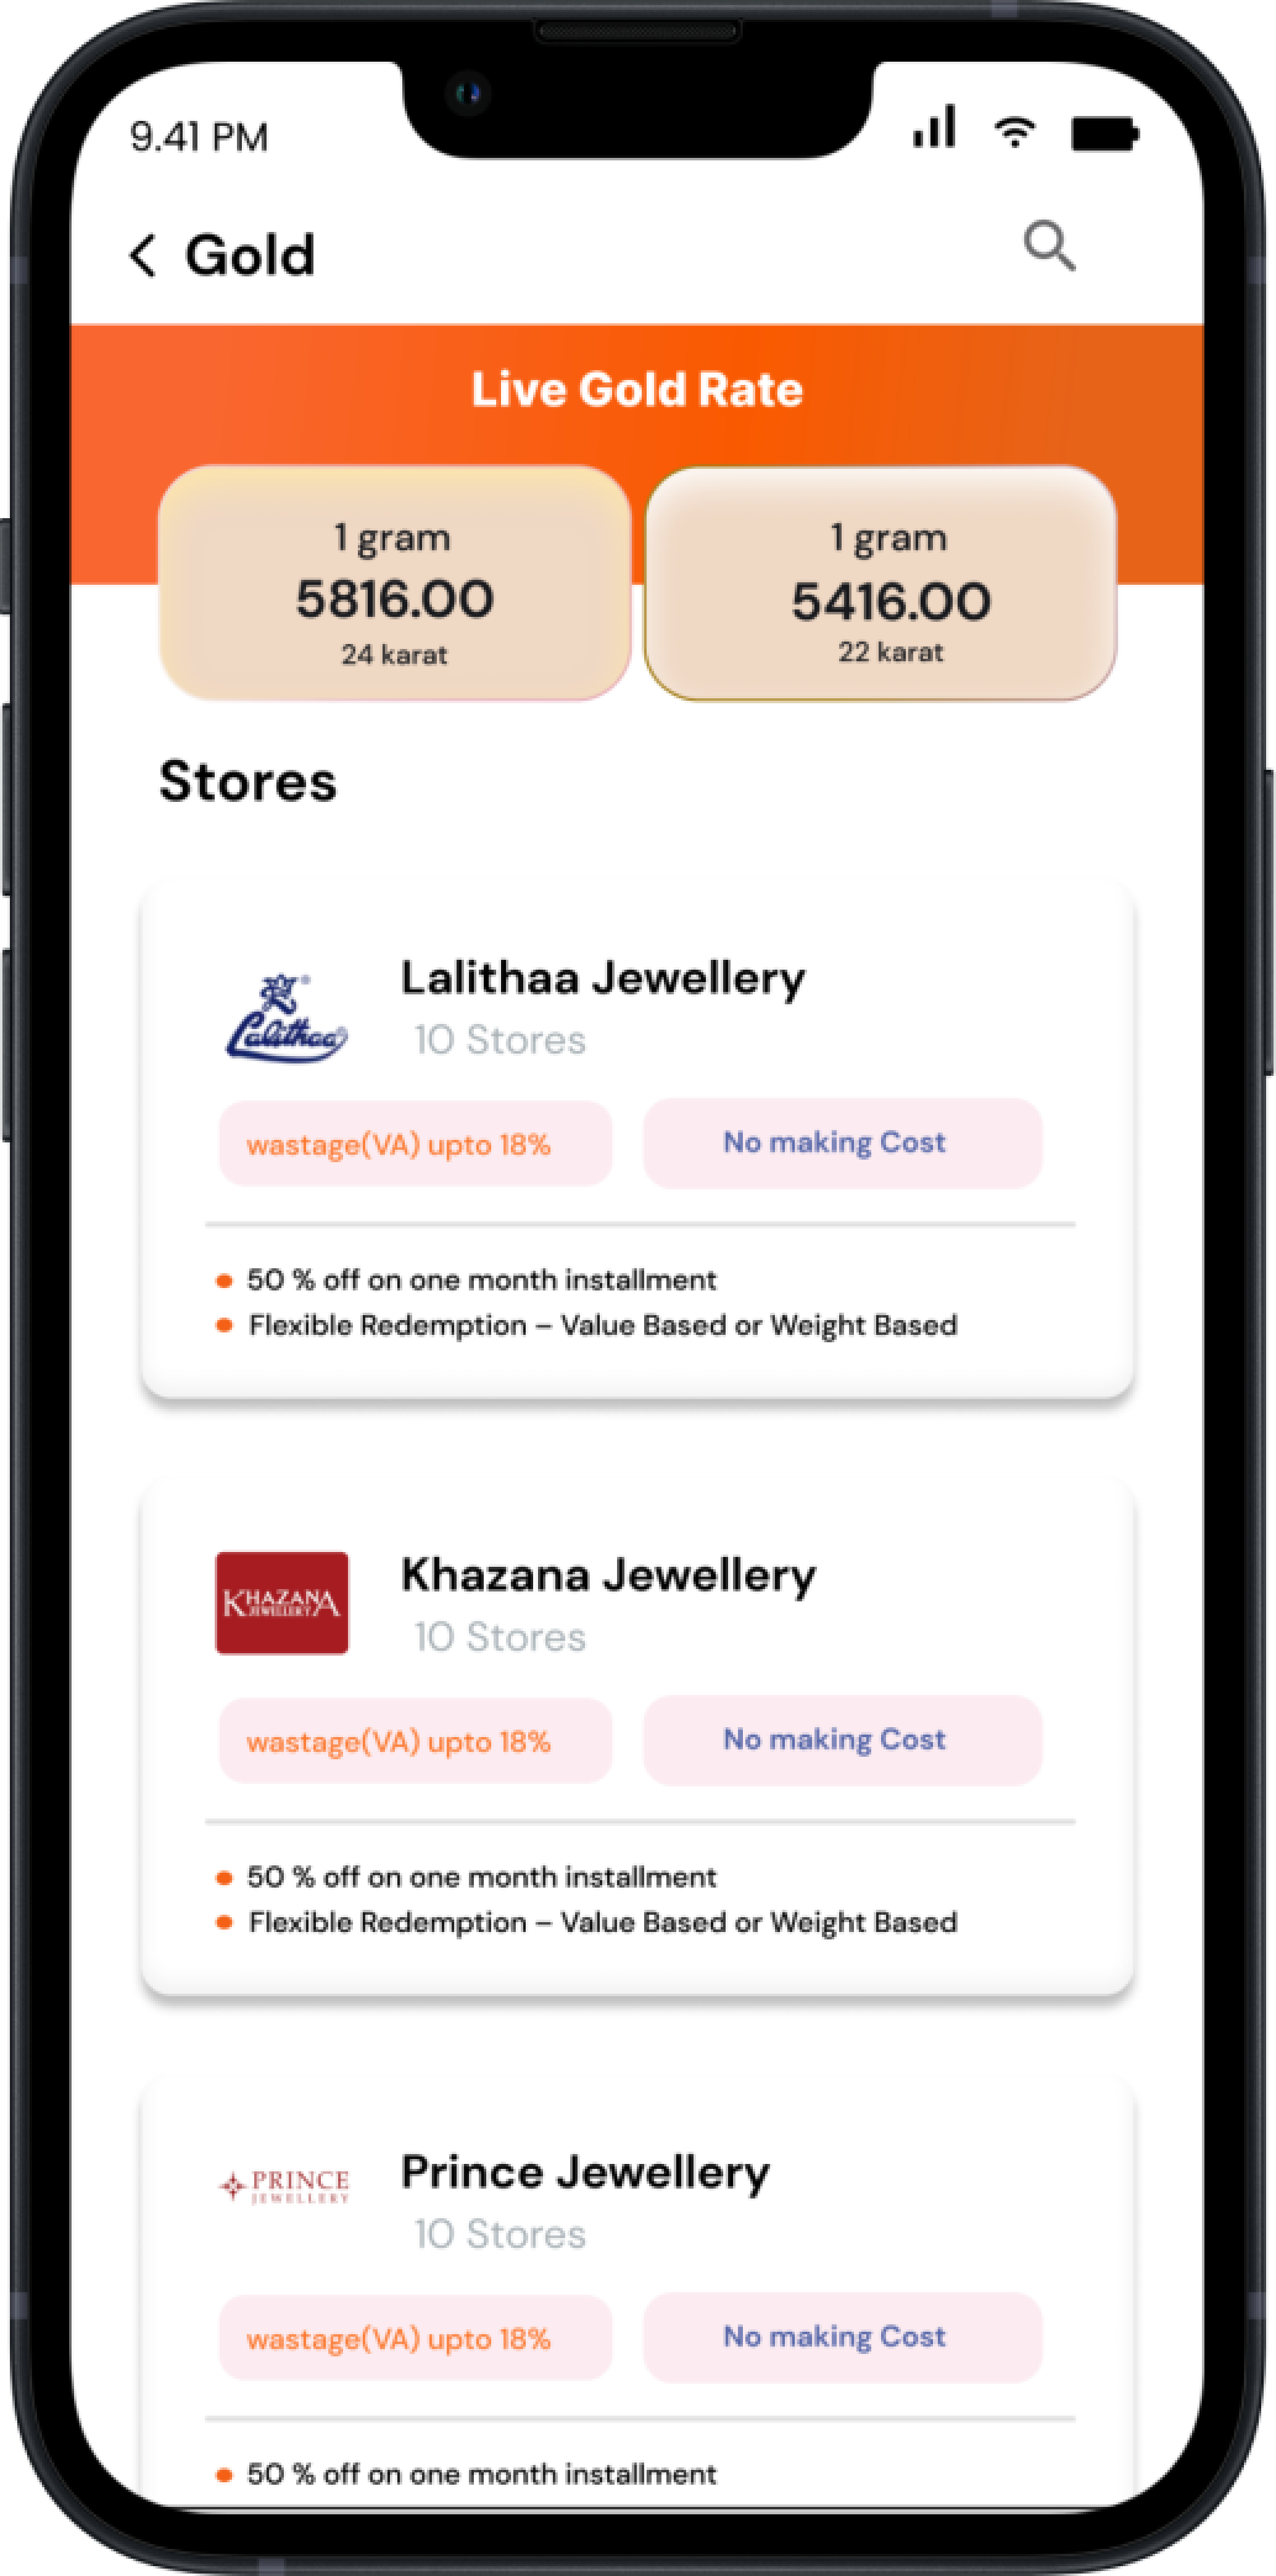 9.41 PM
Gold
Live Gold Rate
1 gram
5816.00
24 karat
1 gram
5416.00
22 karat
Stores
Lalithaa
Lalithaa Jewellery
10 Stores
wastage(VA) upto 18%
No making Cost
50 % off on one month installment
Flexible Redemption – Value Based or Weight Based
KHAZANA
JEWELLERY
Khazana Jewellery
10 Stores
wastage(VA) upto 18%
No making Cost
50 % off on one month installment
Flexible Redemption – Value Based or Weight Based
PRINCE
JEWELLERY
Prince Jewellery
10 Stores
wastage(VA) upto 18%
No making Cost
50 % off on one month installment